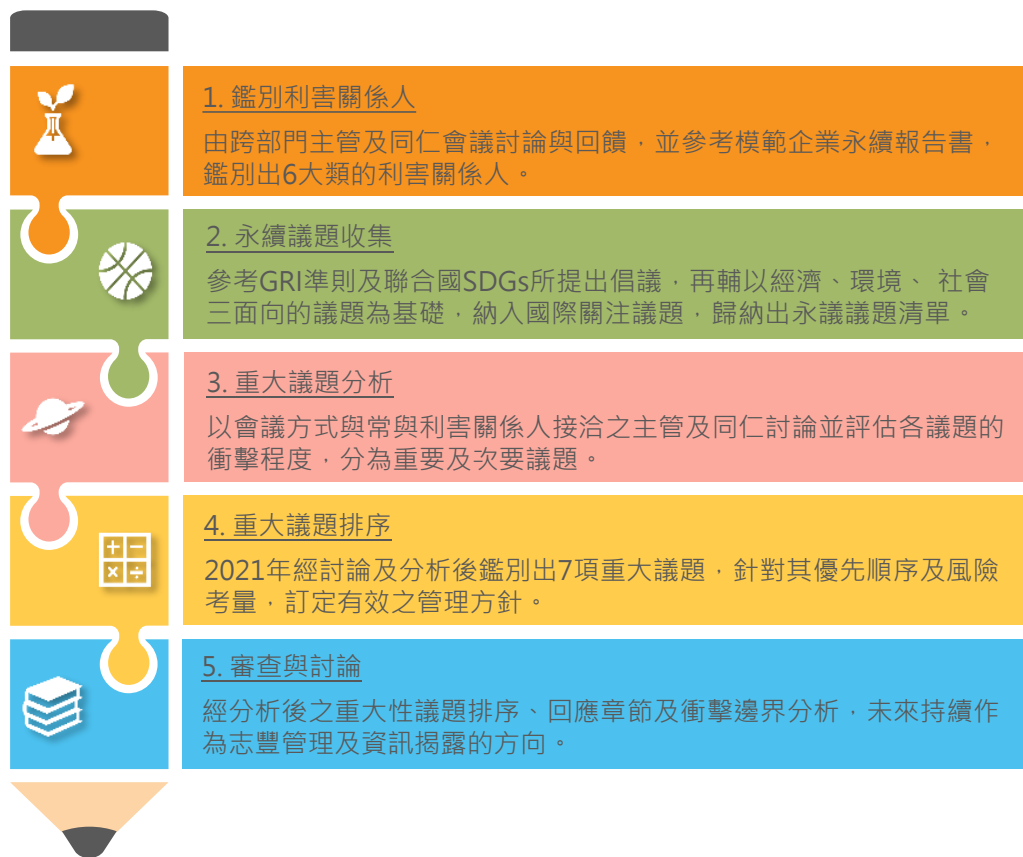 1. 鑑別利害關係人
由跨部門主管及同仁會議討論與回饋，並參考模範企業永續報告書，
鑑別出6大類的利害關係人。
2. 永續議題收集
參考GRI準則及聯合國SDGs所提出倡議，再輔以經濟、環境、 社會
三面向的議題為基礎，納入國際關注議題，歸納出永議議題清單。
3. 重大議題分析
以會議方式與常與利害關係人接洽之主管及同仁討論並評估各議題的
衝擊程度，分為重要及次要議題。
4. 重大議題排序
2021年經討論及分析後鑑別出7項重大議題，針對其優先順序及風險
考量，訂定有效之管理方針。
5. 審查與討論
經分析後之重大性議題排序、回應章節及衝擊邊界分析，未來持續作
為志豐管理及資訊揭露的方向。